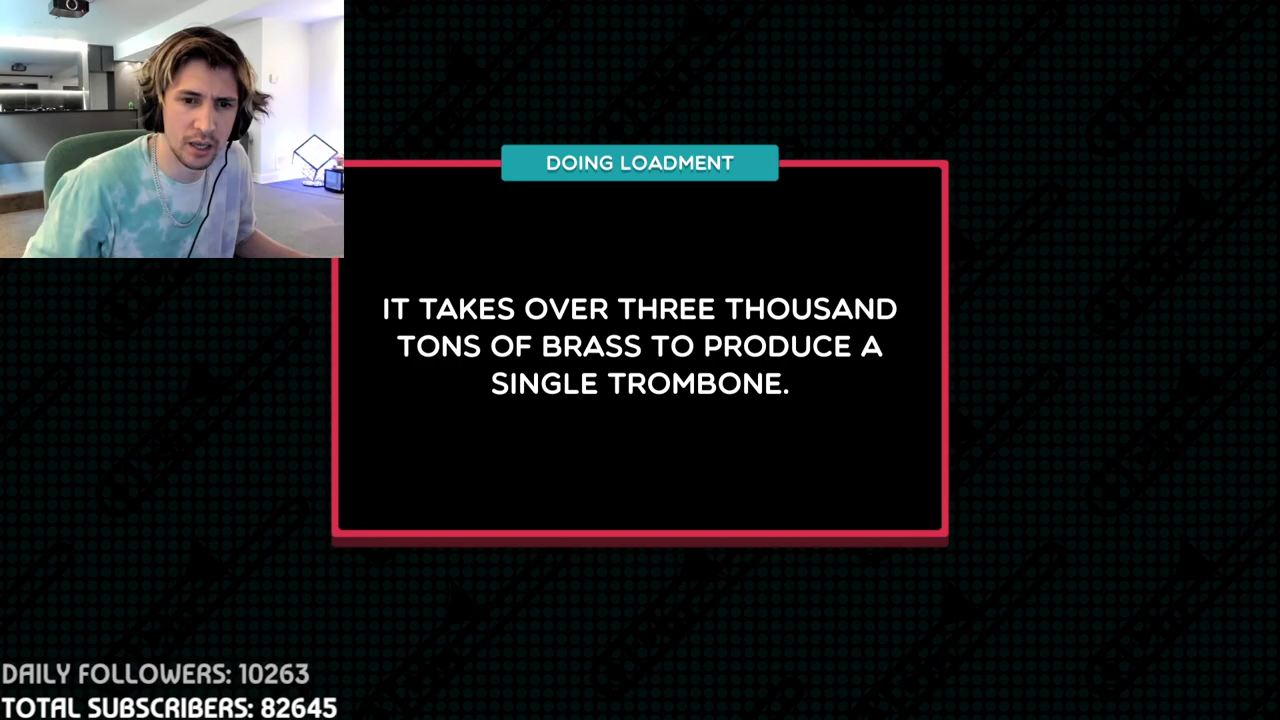 DOING LOADMENT
IT TAKES OVER THREE THOUSAND
TONS OF BRASS TO PRODUCE A
SINGLE TROMBONE.
DAILY FOLLOWERS: 10263
TOTAL SUBSCRIBERS: 82645